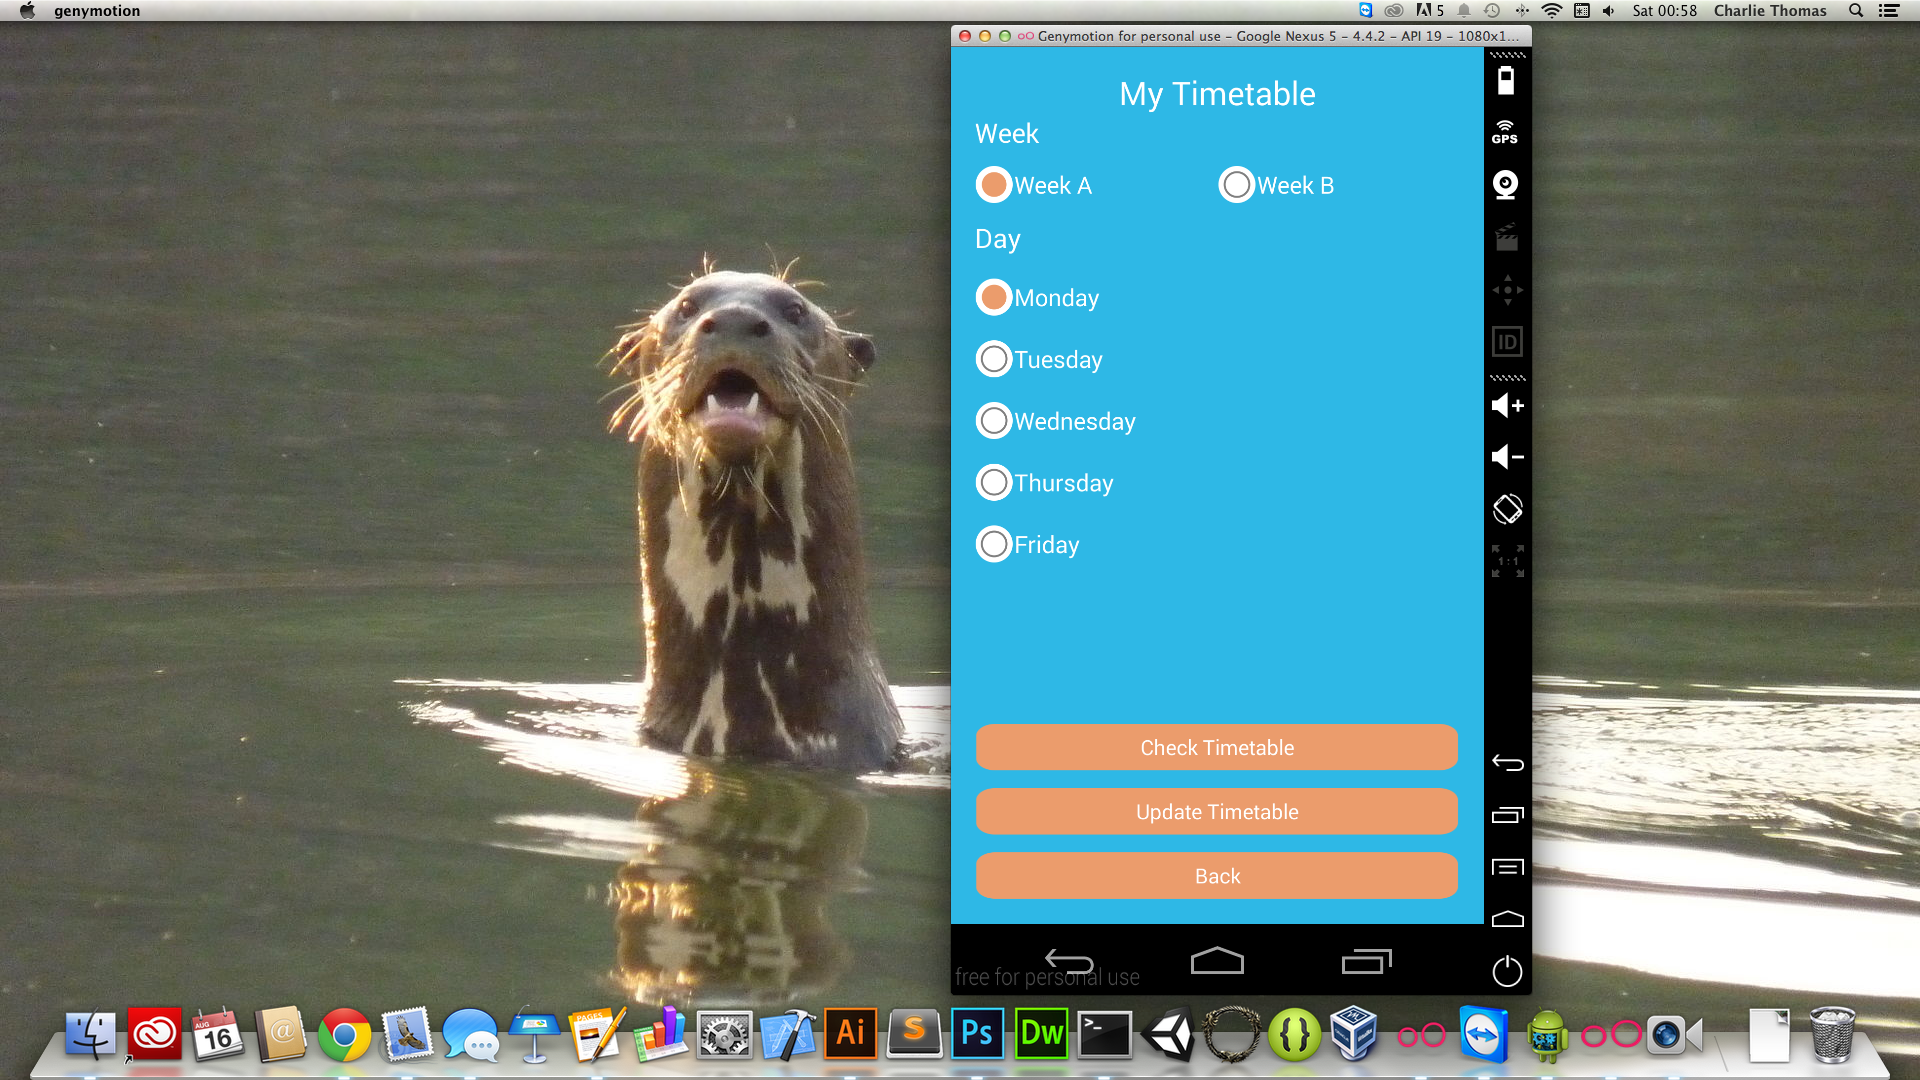 genymotion
5
Sat 00:58
Charlie Thomas
Genymotion for personal use - Google Nexus 5 - 4.4.2 - API 19 - 1080x1...
My Timetable
Week
Week A
Week B
Day
Monday
Tuesday
Wednesday
Thursday
Friday
Check Timetable
Update Timetable
Back
free for personal use
GPS
ID
1:1
AUG
16
@
PAGES
Ai
S
Ps
Dw
>_
{}